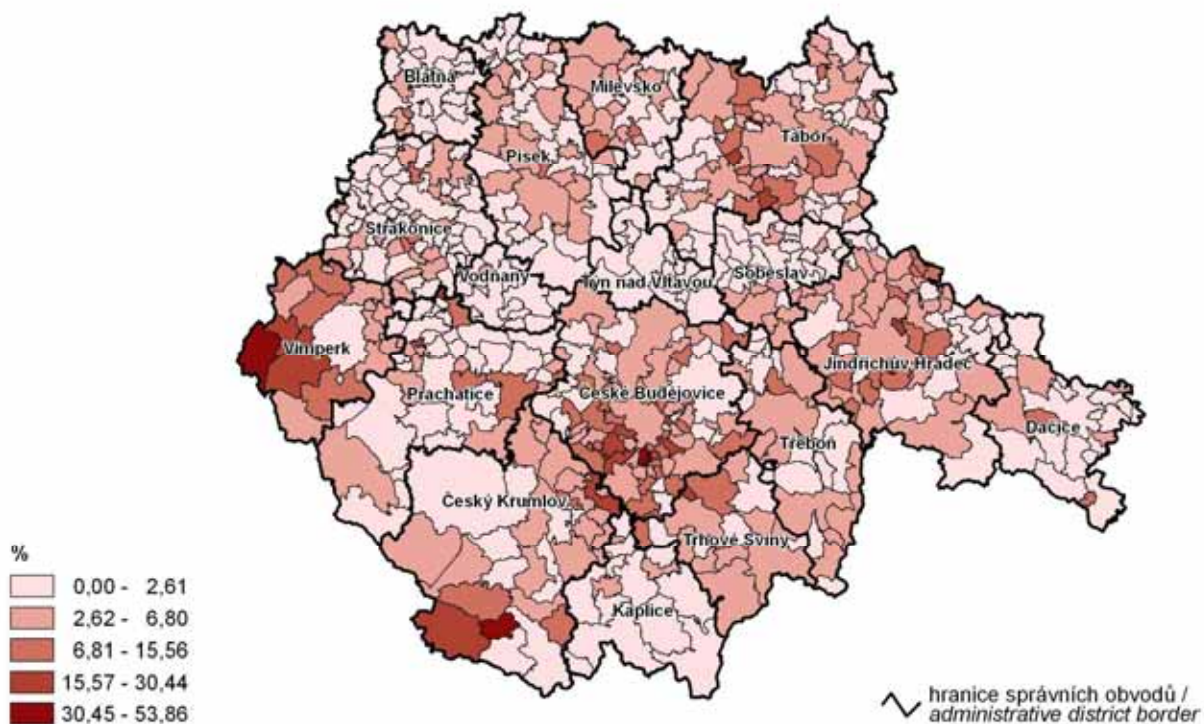 Blatná
Milevsko
Tábor
Písek
Strakonice
Vodňany
Týn nad Vltavou
Soběslav
Vimperk
Jindřichův Hradec
Prachatice
České Budějovice
Dačice
Třeboň
Český Krumlov
Trhové Sviny
Kaplice
%
0,00 - 2,61
2,62 - 6,80
6,81 - 15,56
15,57 - 30,44
30,45 - 53,86
hranice správních obvodů /
administrative district border